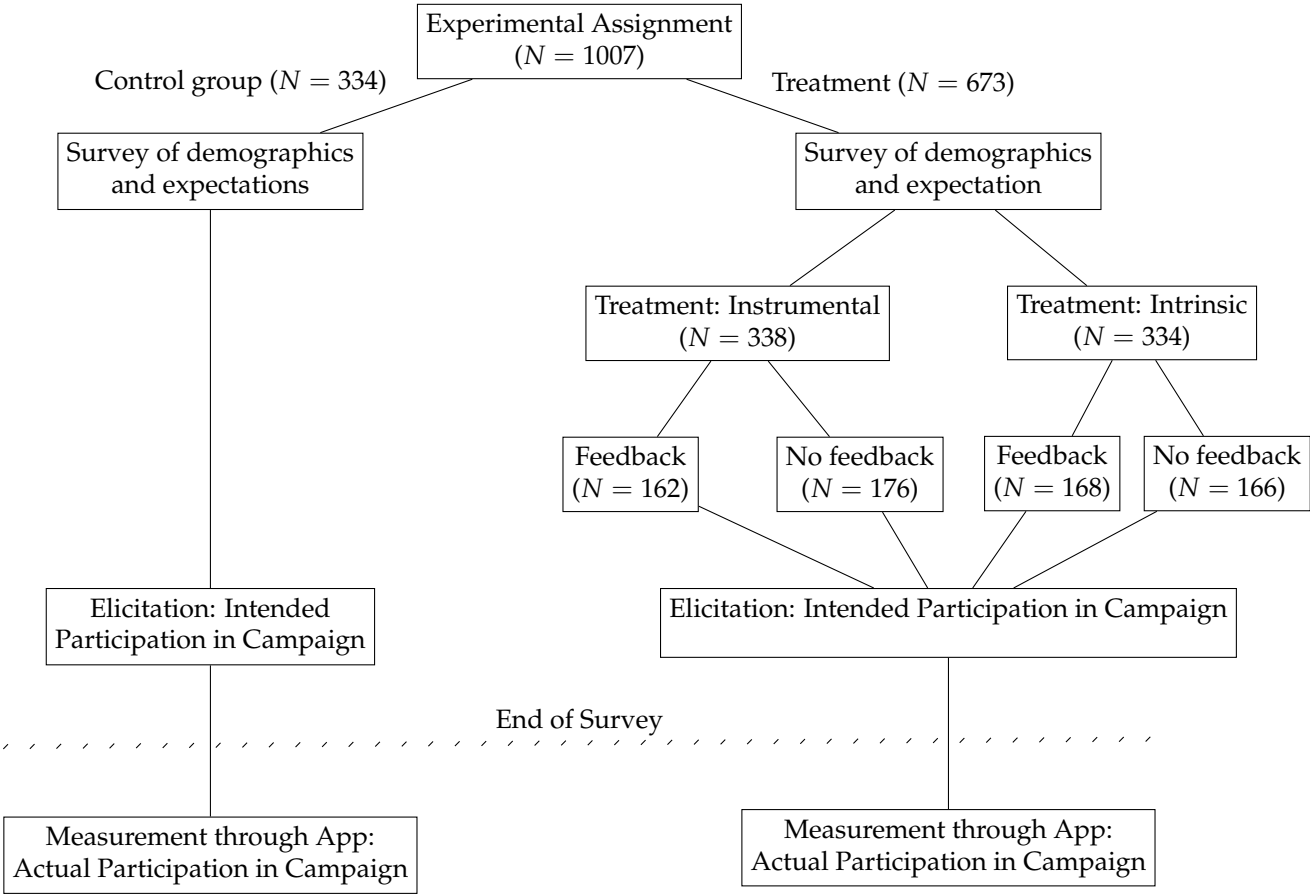 Experimental Assignment
(N = 1007)
Control group (N = 334)
Treatment (N = 673)
Survey of demographics
and expectations
Survey of demographics
and expectation
Treatment: Instrumental
(N = 338)
Treatment: Intrinsic
(N = 334)
Feedback
(N = 162)
No feedback
(N = 176)
Feedback
(N = 168)
No feedback
(N = 166)
Elicitation: Intended
Participation in Campaign
Elicitation: Intended Participation in Campaign
End of Survey
Measurement through App:
Actual Participation in Campaign
Measurement through App:
Actual Participation in Campaign